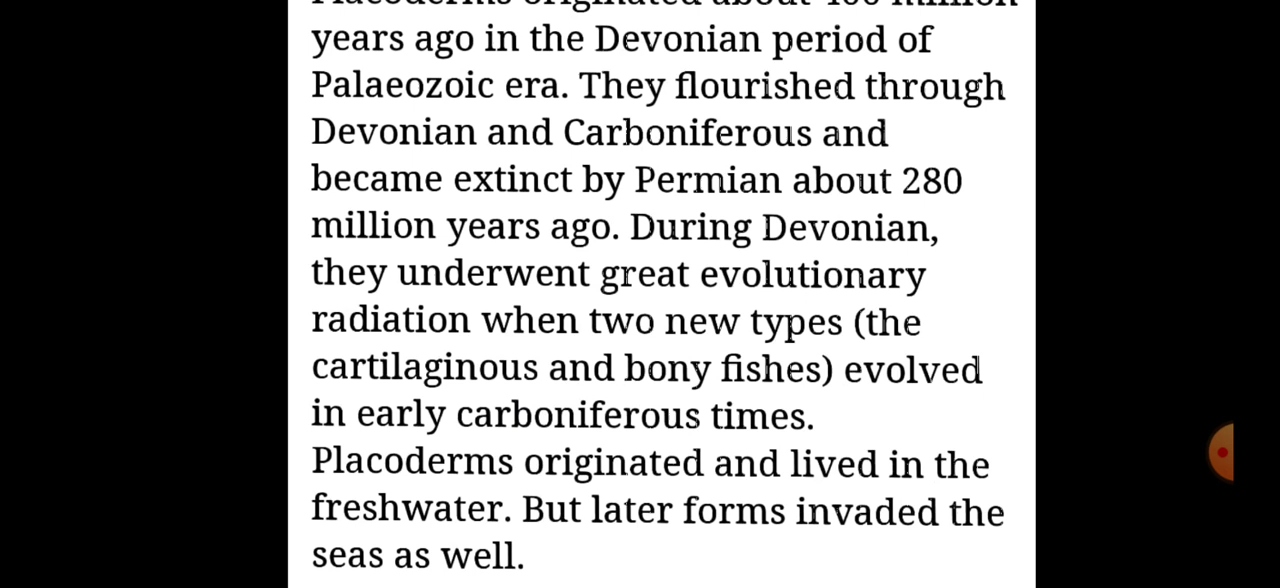 years ago in the Devonian period of
Palaeozoic era. They flourished through
Devonian and Carboniferous and
became extinct by Permian about 280
million years ago. During Devonian,
they underwent great evolutionary
radiation when two new types (the
cartilaginous and bony fishes) evolved
in early carboniferous times.
Placoderms originated and lived in the
freshwater. But later forms invaded the
seas as well.